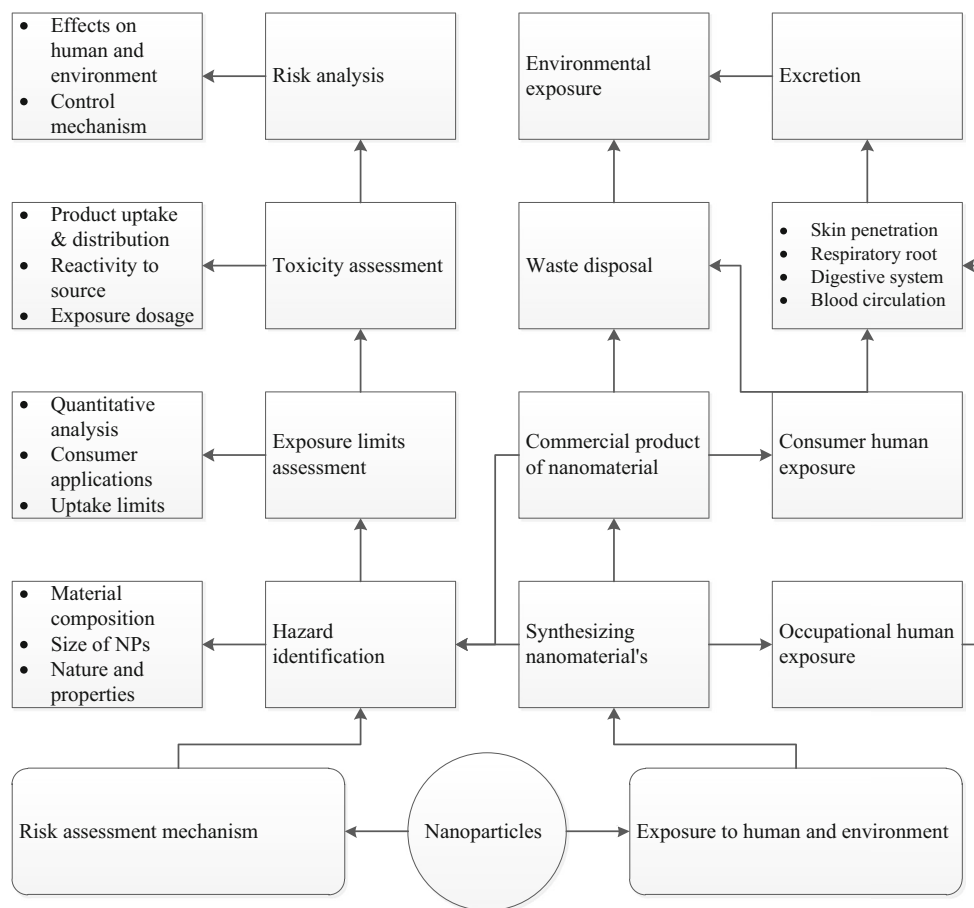 • Effects on
human and
environment
• Control
mechanism
Risk analysis
Environmental
exposure
Excretion
• Product uptake
& distribution
• Reactivity to
source
• Exposure dosage
Toxicity assessment
Waste disposal
• Skin penetration
• Respiratory root
• Digestive system
• Blood circulation
• Quantitative
analysis
• Consumer
applications
• Uptake limits
Exposure limits
assessment
Commercial product
of nanomaterial
Consumer human
exposure
• Material
composition
• Size of NPs
• Nature and
properties
Hazard
identification
Synthesizing
nanomaterial's
Occupational human
exposure
Risk assessment mechanism
Nanoparticles
Exposure to human and environment